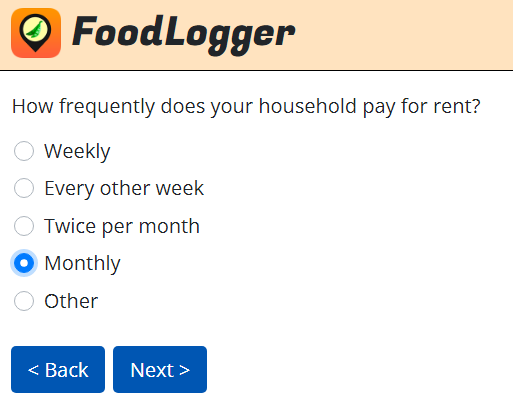 FoodLogger
How frequently does your household pay for rent?
Weekly
Every other week
Twice per month
Monthly
Other
< Back
Next >